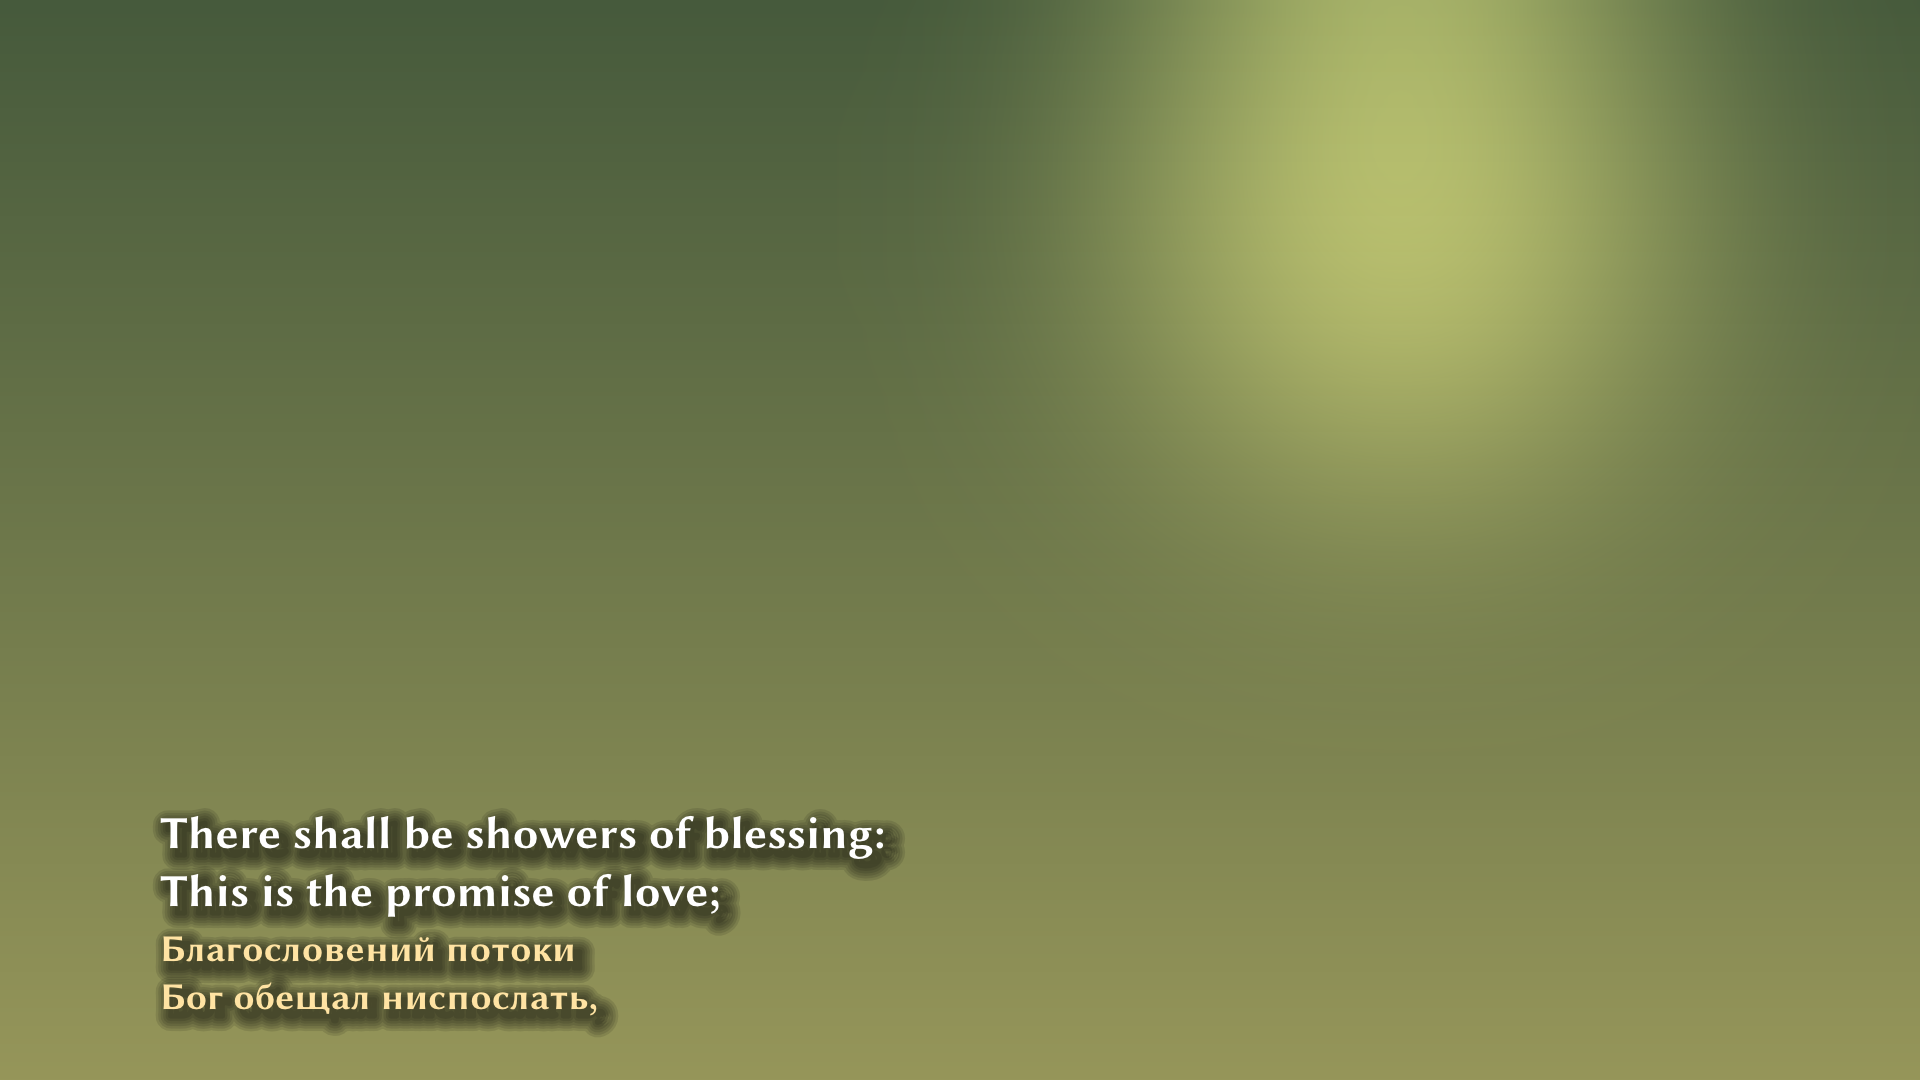 There shall be showers of blessing:
This is the promise of love;
Благословений потоки
Бог обещал ниспослать,